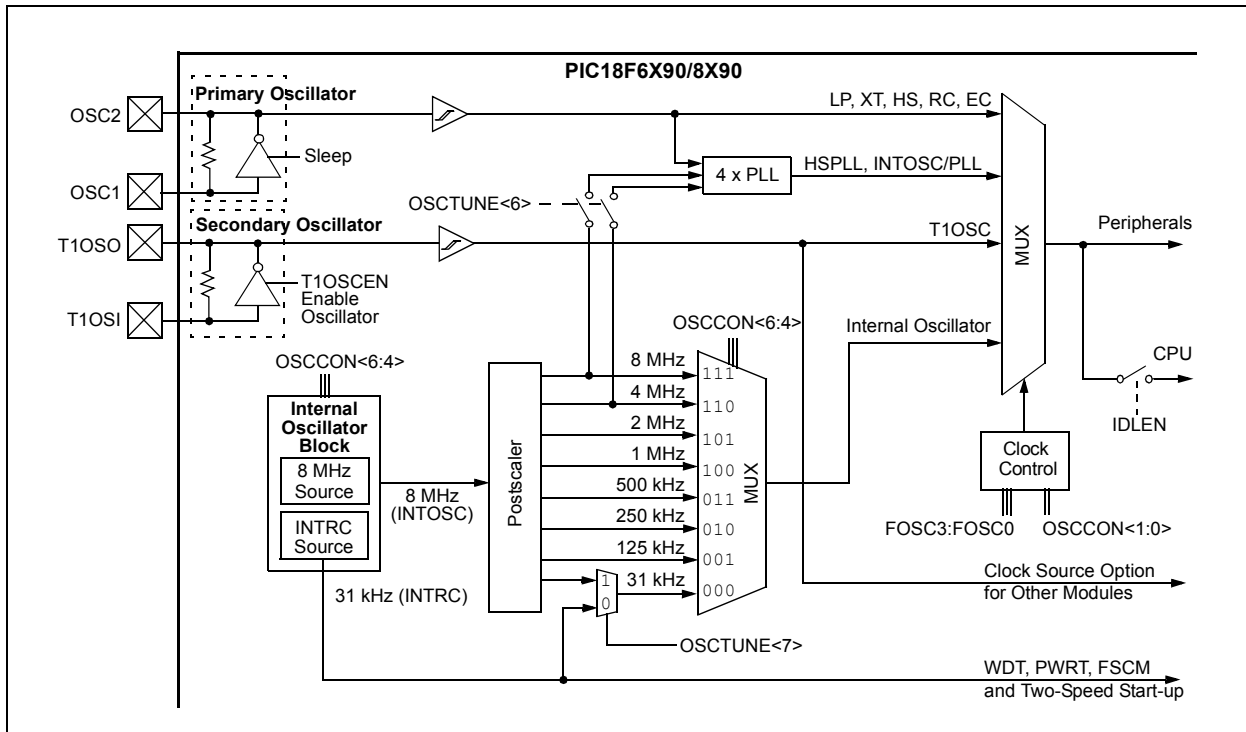 PIC18F6X90/8X90
Primary Oscillator
OSC2
OSC1
Sleep
LP, XT, HS, RC, EC
4 x PLL
HSPLL, INTOSC/PLL
OSCTUNE<6>
Secondary Oscillator
T1OSO
T1OSI
T1OSCEN
Enable
Oscillator
T1OSC
MUX
Peripherals
Internal Oscillator
CPU
IDLEN
Clock
Control
FOSC3:FOSC0
OSCCON<1:0>
OSCCON<6:4>
Internal
Oscillator
Block
8 MHz
Source
INTRC
Source
8 MHz
(INTOSC)
31 kHz (INTRC)
Postscaler
OSCCON<6:4>
8 MHz
111
4 MHz
110
2 MHz
101
1 MHz
100
500 kHz
011
250 kHz
010
125 kHz
001
1
0
31 kHz
000
MUX
OSCTUNE<7>
Clock Source Option
for Other Modules
WDT, PWRT, FSCM
and Two-Speed Start-up